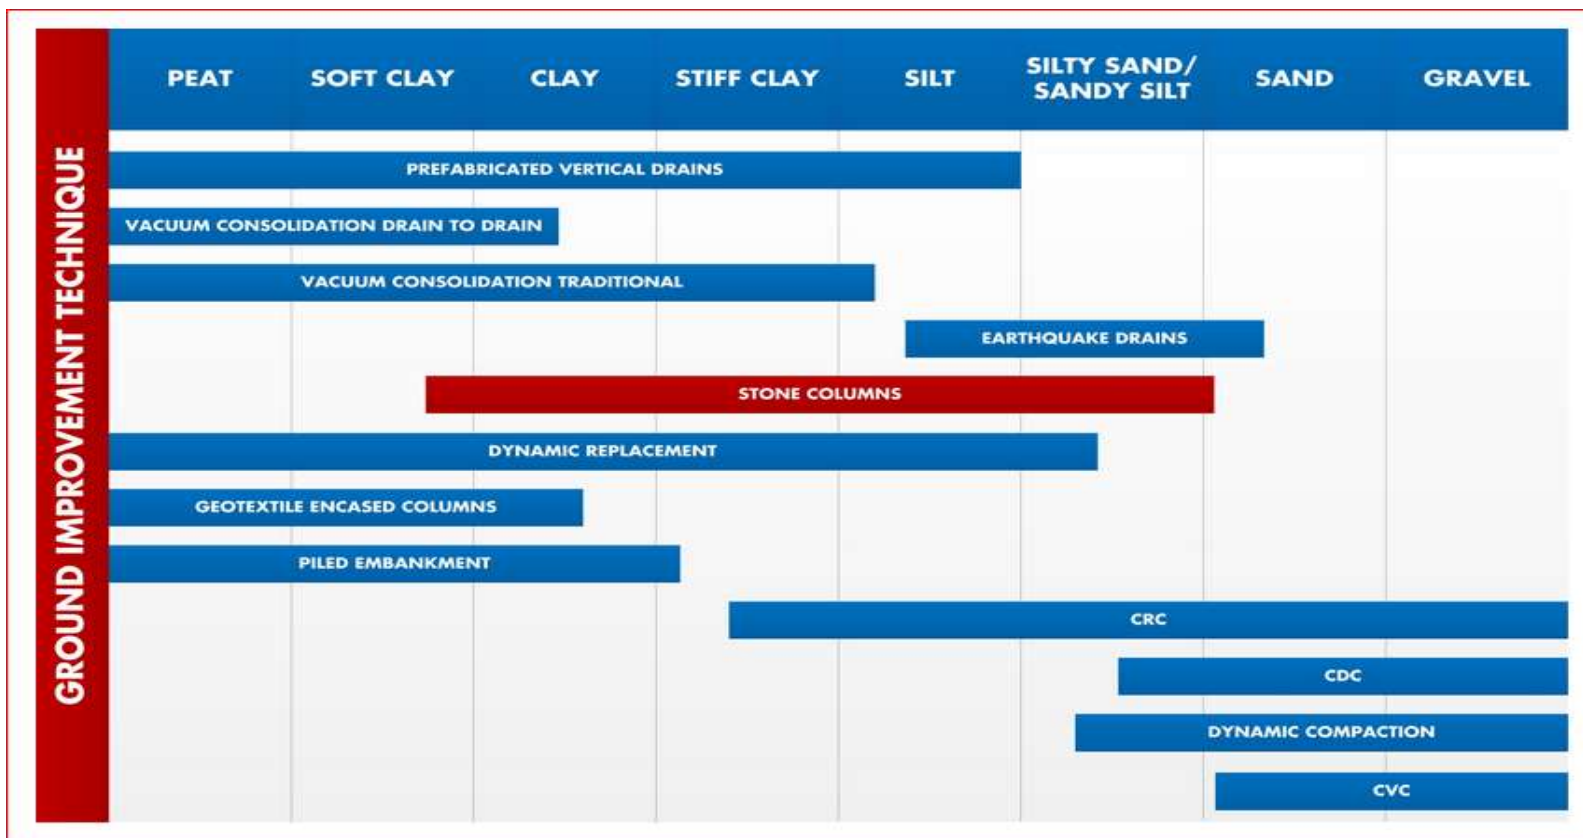 GROUND IMPROVEMENT TECHNIQUE
PEAT
SOFT CLAY
CLAY
STIFF CLAY
SILT
SILTY SAND/
SANDY SILT
SAND
GRAVEL
PREFABRICATED VERTICAL DRAINS
VACUUM CONSOLIDATION DRAIN TO DRAIN
VACUUM CONSOLIDATION TRADITIONAL
EARTHQUAKE DRAINS
STONE COLUMNS
DYNAMIC REPLACEMENT
GEOTEXTILE ENCASED COLUMNS
PILED EMBANKMENT
CRC
CDC
DYNAMIC COMPACTION
CVC